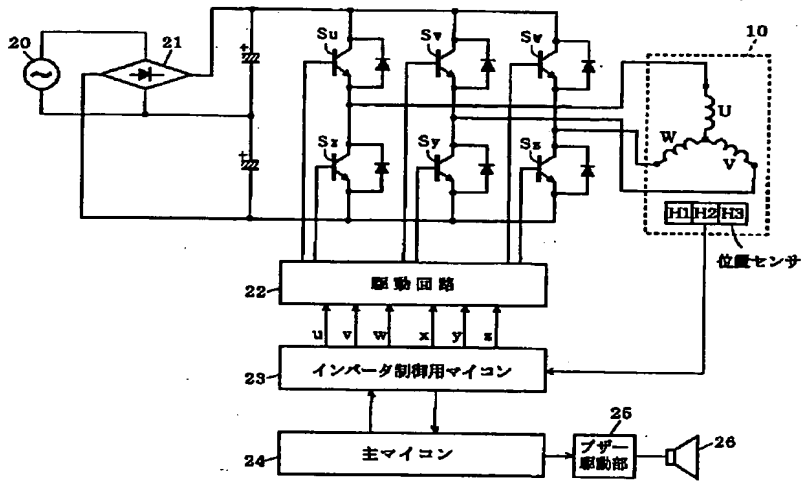 20
21
+
+
Su
Sv
Sw
Sx
Sy
Sz
10
U
W
V
H1 H2 H3
位置センサ
22
駆動回路
u v w x y z
23
インバータ制御用マイコン
24
主マイコン
25
ブザー
駆動部
26